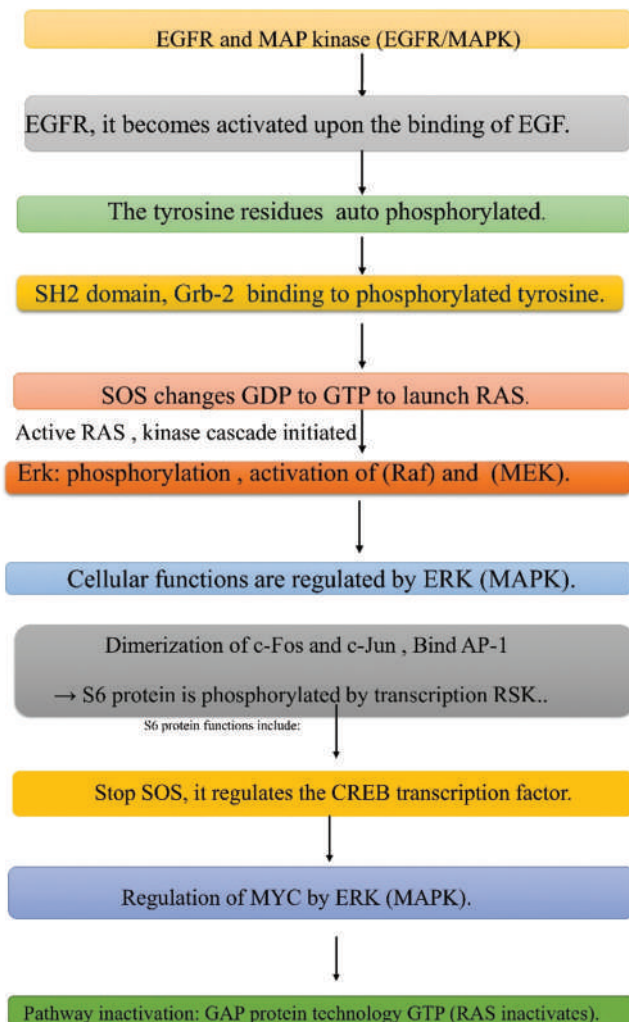 EGFR and MAP kinase (EGFR/MAPK)
EGFR, it becomes activated upon the binding of EGF.
The tyrosine residues auto phosphorylated.
SH2 domain, Grb-2 binding to phosphorylated tyrosine.
SOS changes GDP to GTP to launch RAS.
Active RAS , kinase cascade initiated
Erk: phosphorylation , activation of (Raf) and (MEK).
Cellular functions are regulated by ERK (MAPK).
Dimerization of c-Fos and c-Jun , Bind AP-1
→ S6 protein is phosphorylated by transcription RSK..
S6 protein functions include:
Stop SOS, it regulates the CREB transcription factor.
Regulation of MYC by ERK (MAPK).
Pathway inactivation: GAP protein technology GTP (RAS inactivates).